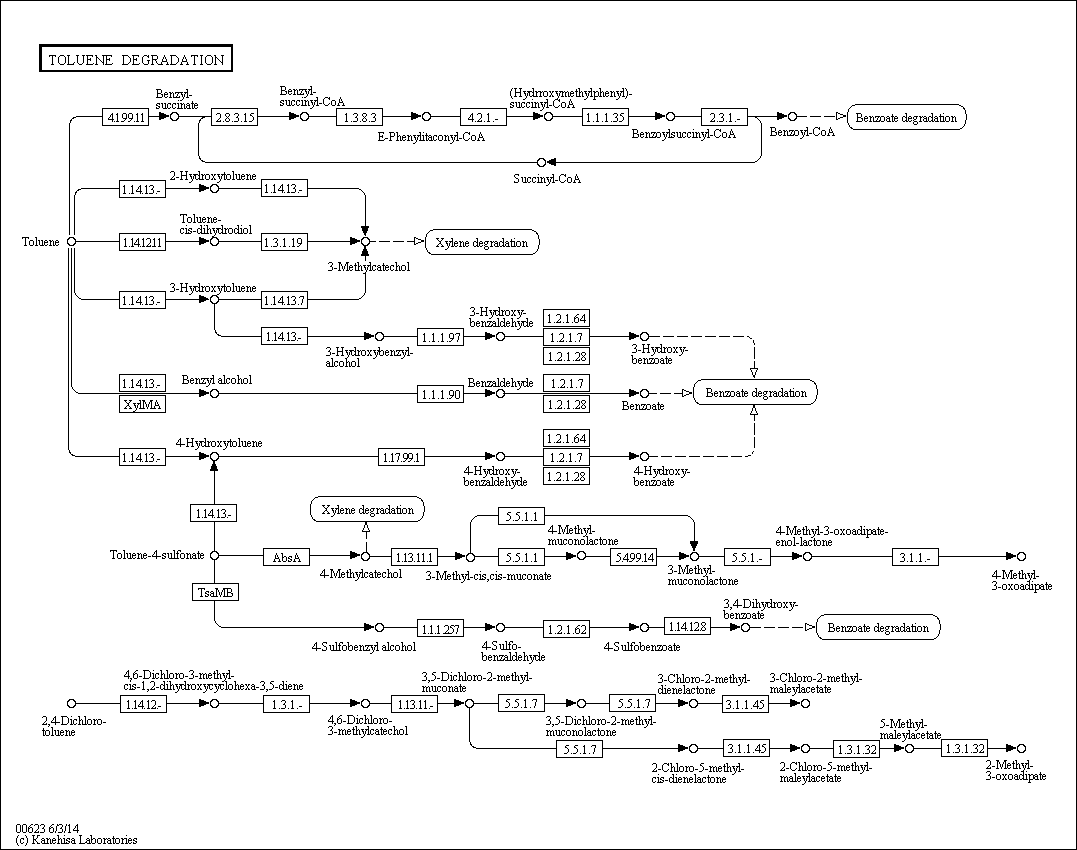 TOLUENE DEGRADATION
Benzyl-
succinate
Benzyl-
succinyl-CoA
(Hydroxymethylphenyl)-
succinyl-CoA
4.1.99.11
2.8.3.15
1.3.8.3
4.2.1.-
1.1.1.35
2.3.1.-
Benzoate degradation
E-Phenylitaconyl-CoA
Benzoylsuccinyl-CoA
Benzoyl-CoA
Succinyl-CoA
2-Hydroxytoluene
1.14.13.-
1.14.13.-
Toluene-
cis-dihydrodiol
Toluene
1.14.12.11
1.3.1.19
Xylene degradation
3-Methylcatechol
3-Hydroxytoluene
1.14.13.-
1.14.13.7
3-Hydroxy-
benzaldehyde
1.14.13.-
1.1.1.97
1.2.1.64
1.2.1.7
1.2.1.28
3-Hydroxybenzyl-
alcohol
3-Hydroxy-
benzoate
1.14.13.-
XylMA
Benzyl alcohol
1.1.1.90
Benzaldehyde
1.2.1.7
1.2.1.28
Benzoate
Benzoate degradation
4-Hydroxytoluene
1.14.13.-
1.17.99.1
4-Hydroxy-
benzaldehyde
1.2.1.64
1.2.1.7
1.2.1.28
4-Hydroxy-
benzoate
1.14.13.-
Xylene degradation
5.5.1.1
Toluene-4-sulfonate
AbsA
4-Methylcatechol
1.13.11.1
3-Methyl-cis,cis-muconate
5.5.1.1
4-Methyl-
muconolactone
5.4.99.14
3-Methyl-
muconolactone
5.5.1.-
4-Methyl-3-oxoadipate-
enol-lactone
3.1.1.-
4-Methyl-
3-oxoadipate
TsaMB
4-Sulfobenzyl alcohol
1.1.1.257
4-Sulfo-
benzaldehyde
1.2.1.62
4-Sulfobenzoate
1.14.12.8
3,4-Dihydroxy-
benzoate
Benzoate degradation
4,6-Dichloro-3-methyl-
cis-1,2-dihydroxycyclohexa-3,5-diene
3,5-Dichloro-2-methyl-
muconate
3-Chloro-2-methyl-
dienelactone
3-Chloro-2-methyl-
maleylacetate
1.14.12.-
1.3.1.-
1.13.11.-
5.5.1.7
5.5.1.7
3.1.1.45
2,4-Dichloro-
toluene
4,6-Dichloro-
3-methylcatechol
3,5-Dichloro-2-methyl-
muconolactone
5-Methyl-
maleylacetate
5.5.1.7
3.1.1.45
1.3.1.32
1.3.1.32
2-Chloro-5-methyl-
cis-dienelactone
2-Chloro-5-methyl-
maleylacetate
2-Methyl-
3-oxoadipate
00623 6/3/14
(c) Kanehisa Laboratories